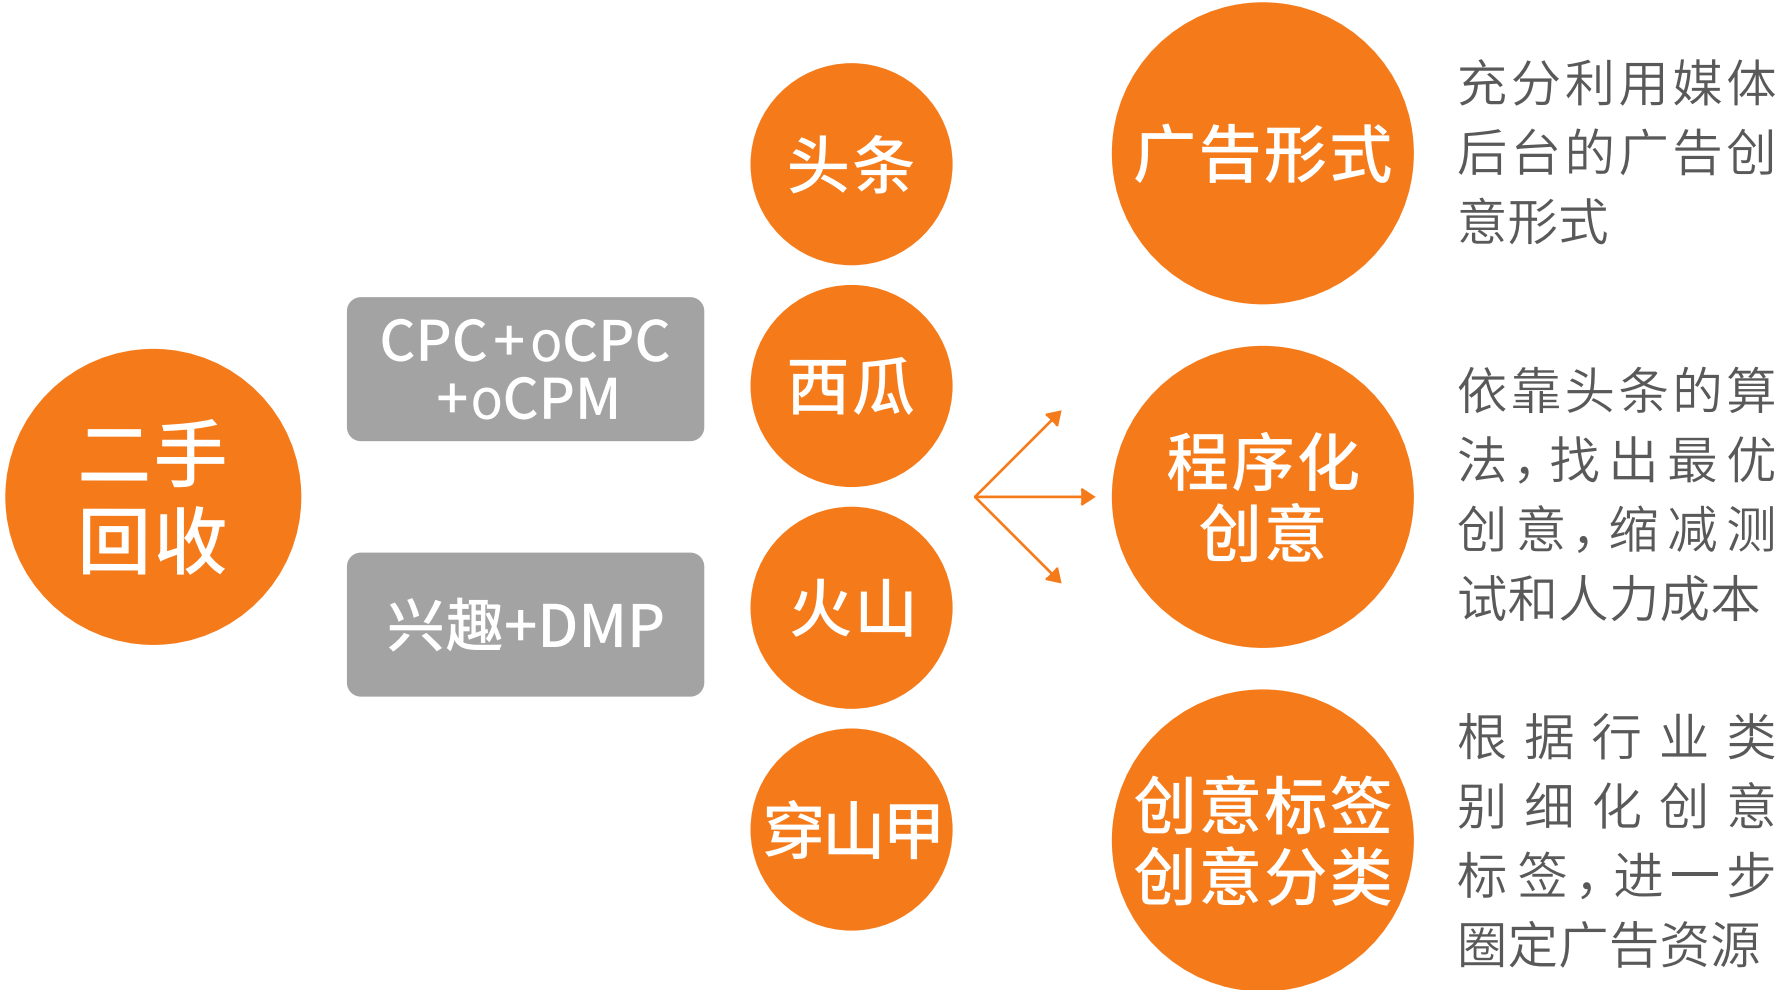 二手
回收
CPC+oCPC
+oCPM
兴趣+DMP
头条
西瓜
火山
穿山甲
广告形式
充分利用媒体
后台的广告创
意形式
程序化
创意
依靠头条的算
法，找出最优
创意，缩减测
试和人力成本
创意标签
创意分类
根据行业类
别细化创意
标签，进一步
圈定广告资源